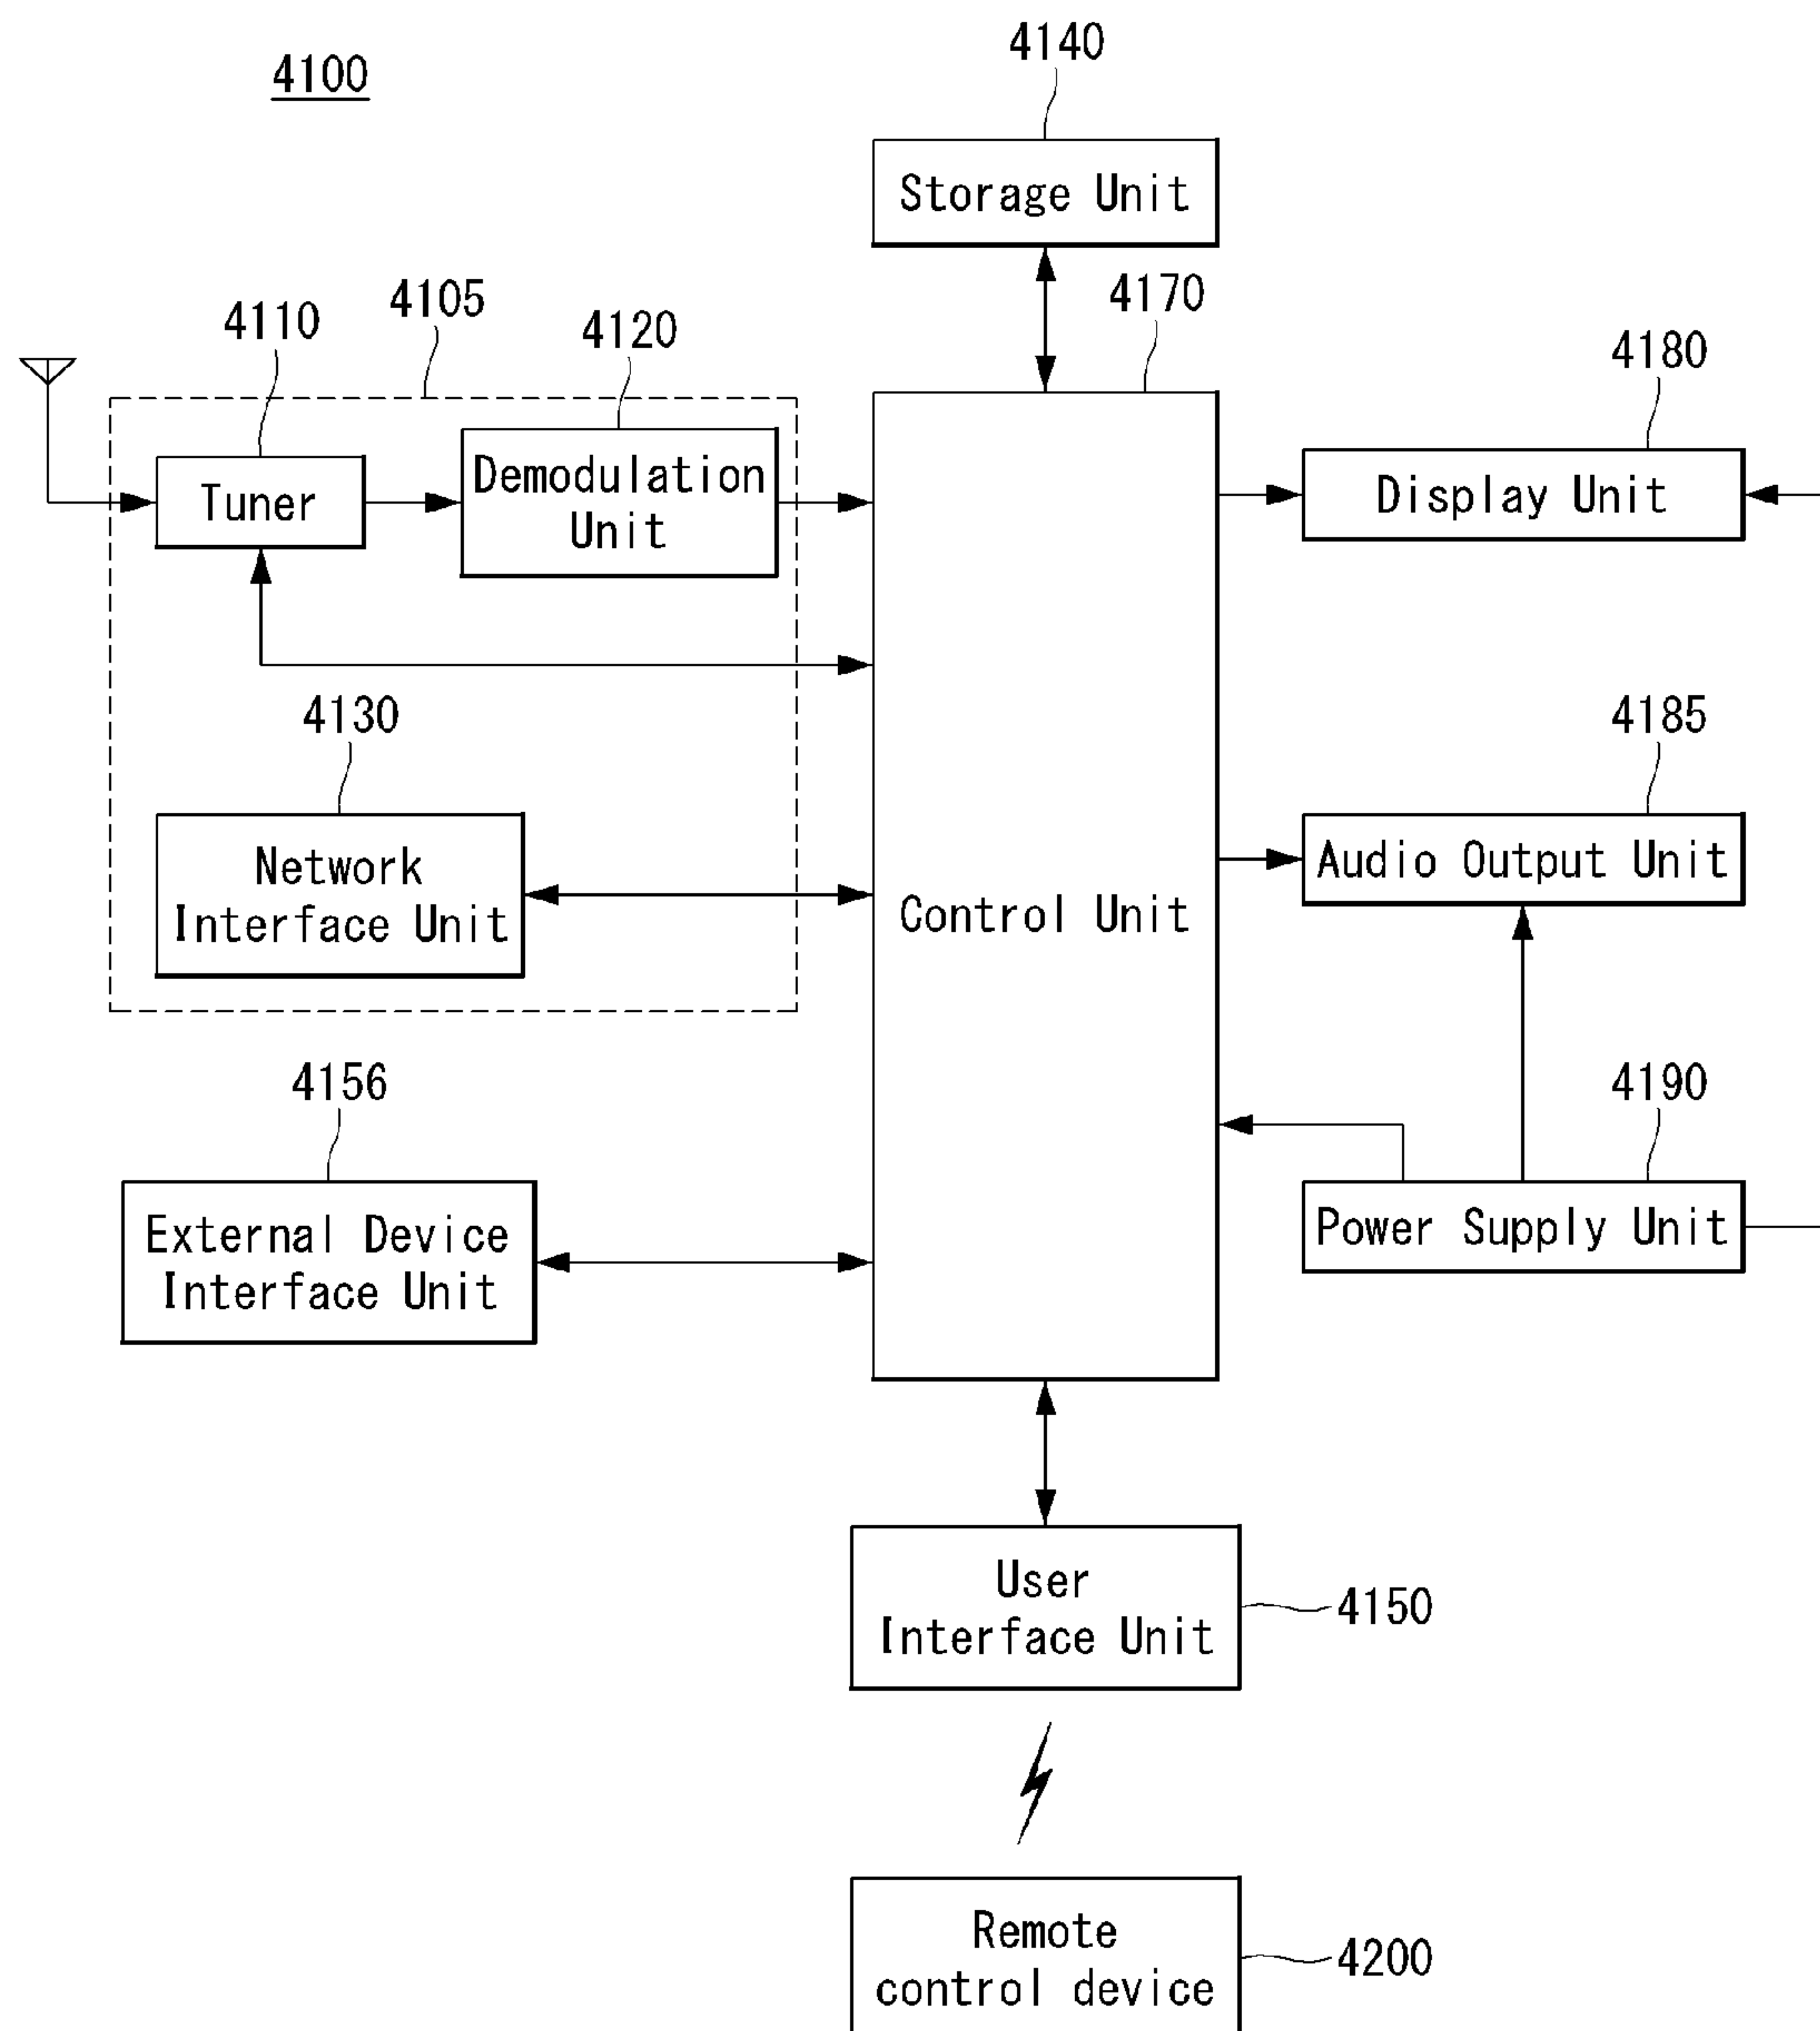 4100
4140
Storage Unit
4170
4105
4110
4120
Tuner
Demodulation
Unit
4180
Display Unit
4130
Network
Interface Unit
Control Unit
4185
Audio Output Unit
4156
External Device
Interface Unit
4190
Power Supply Unit
User
Interface Unit
4150
Remote
control device
4200